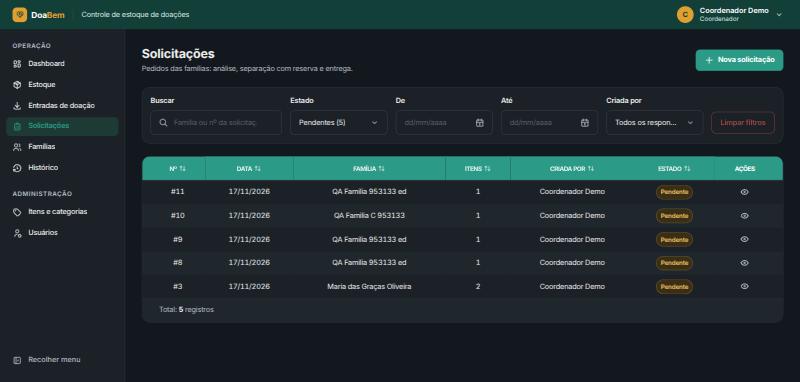 DoaBem Controle de estoque de doações
C Coordenador Demo
Coordenador
OPERAÇÃO
Dashboard
Estoque
Entradas de doação
Solicitações
Famílias
Histórico
ADMINISTRAÇÃO
Itens e categorias
Usuários
Recolher menu
Solicitações
Pedidos das famílias: análise, separação com reserva e entrega.
Nova solicitação
Buscar Estado De Até Criada por
Família ou nº da solicitaç. Pendentes (5) dd/mm/aaaa dd/mm/aaaa Todos os respon... Limpar filtros
Nº DATA FAMÍLIA ITENS CRIADA POR ESTADO AÇÕES
#11 17/11/2026 QA Familia 953133 ed 1 Coordenador Demo Pendente
#10 17/11/2026 QA Familia C 953133 1 Coordenador Demo Pendente
#9 17/11/2026 QA Familia 953133 ed 1 Coordenador Demo Pendente
#8 17/11/2026 QA Familia 953133 ed 1 Coordenador Demo Pendente
#3 17/11/2026 Maria das Graças Oliveira 2 Coordenador Demo Pendente
Total: 5 registros